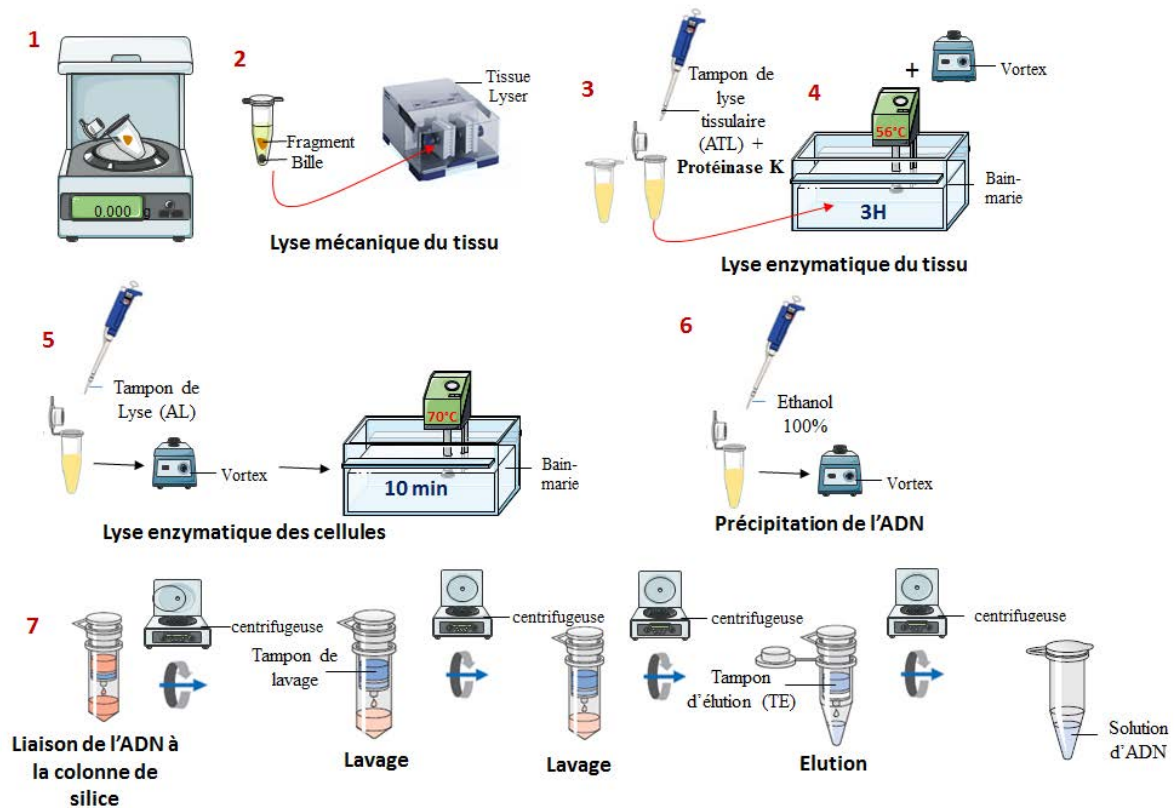 1
0.000 g
2
Fragment
Bille
Tissue
Lyser
Lyse mécanique du tissu
3
Tampon de
lyse
tissulaire
(ATL) +
Protéinase K
4
+
Vortex
56°C
Bain-
marie
3H
Lyse enzymatique du tissu
5
Tampon de
Lyse (AL)
Vortex
70°C
10 min
Bain-
marie
Lyse enzymatique des cellules
6
Ethanol
100%
Vortex
Précipitation de l'ADN
7
centrifugeuse
Liaison de l'ADN à
la colonne de
silice
Tampon de
lavage
Lavage
centrifugeuse
Lavage
centrifugeuse
Tampon
d'élution (TE)
Elution
centrifugeuse
Solution
d'ADN